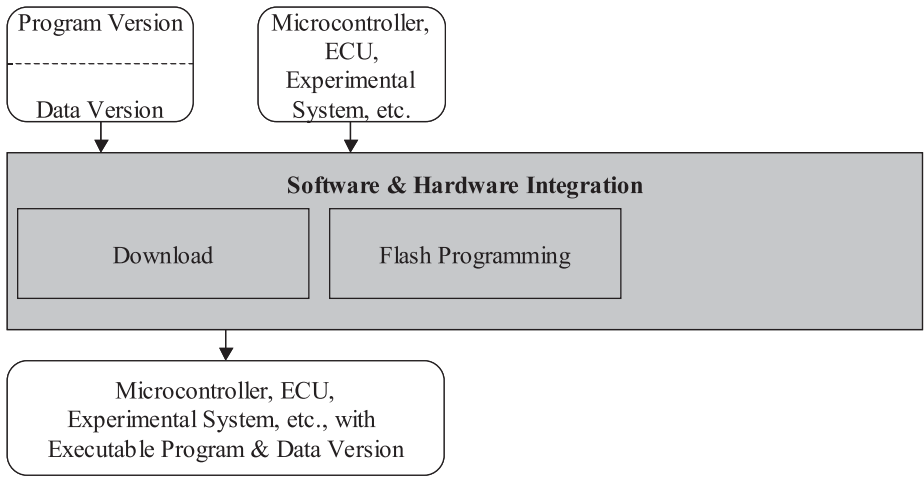 Program Version
Data Version
Microcontroller,
ECU,
Experimental
System, etc.
Software & Hardware Integration
Download
Flash Programming
Microcontroller, ECU,
Experimental System, etc., with
Executable Program & Data Version